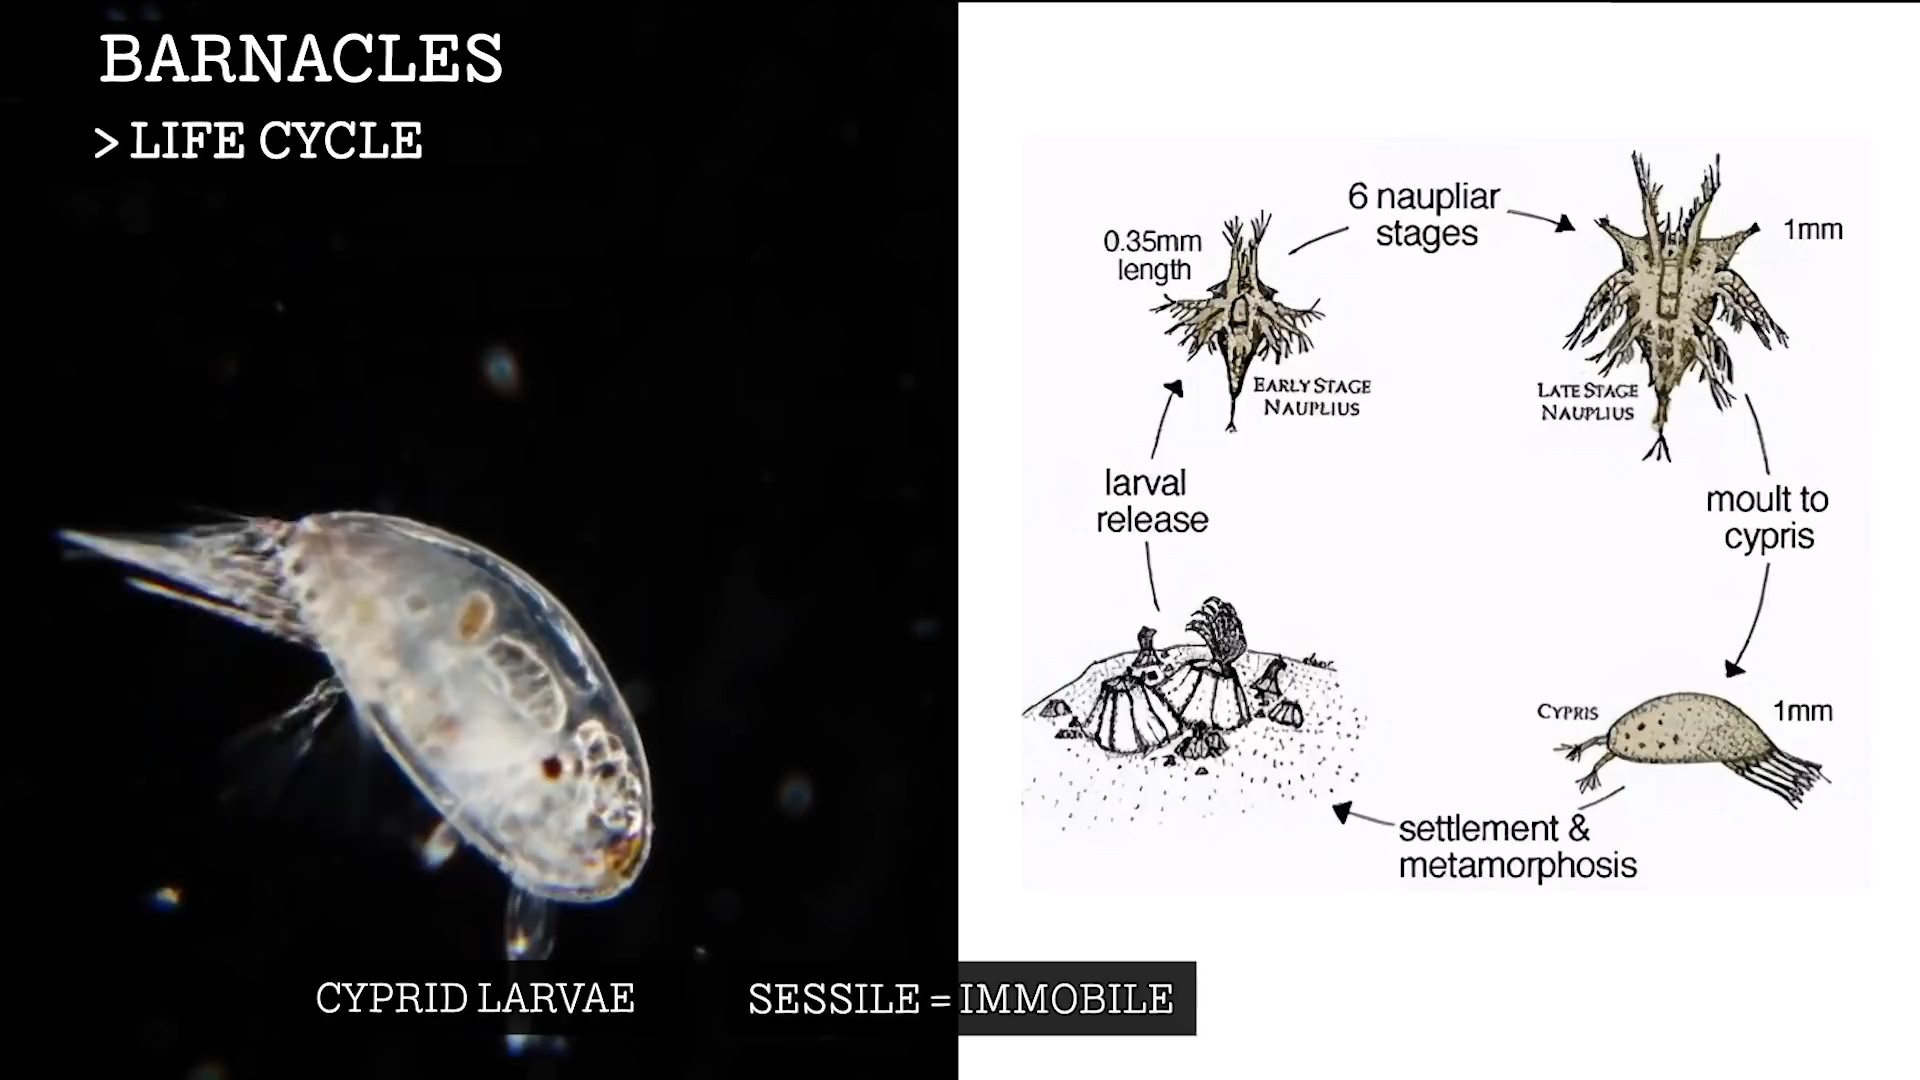 BARNACLES
> LIFE CYCLE
6 naupliar
stages
0.35mm
length
1mm
EARLY STAGE
NAUPLIUS
LATE STAGE
NAUPLIUS
larval
release
moult to
cypris
CYPRIS
1mm
settlement &
metamorphosis
CYPRID LARVAE
SESSILE = IMMOBILE